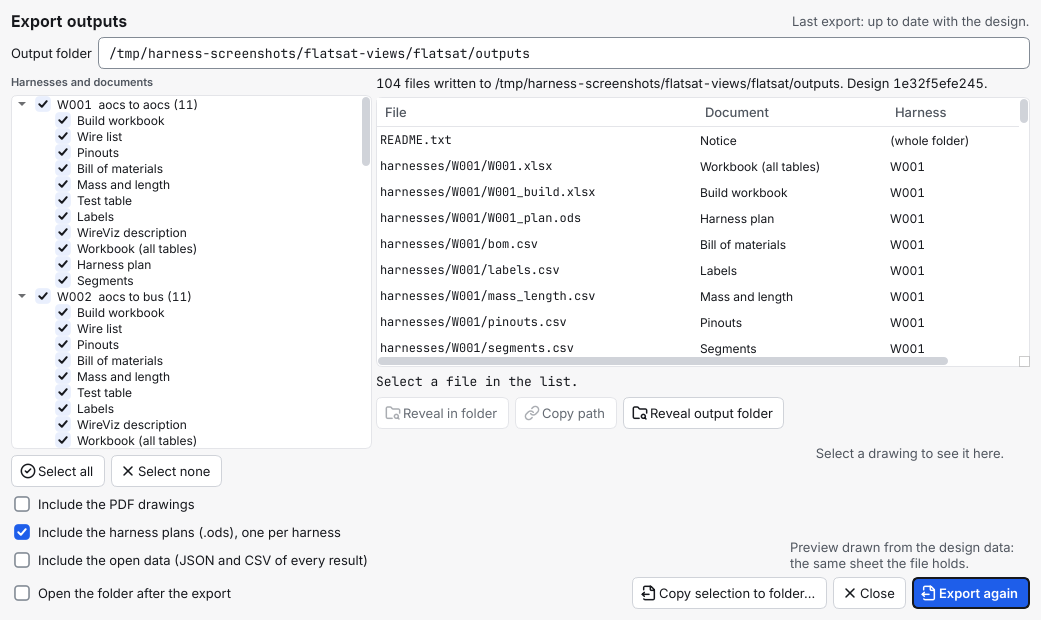 Export outputs
Last export: up to date with the design.
Output folder
/tmp/harness-screenshots/flatsat-views/flatsat/outputs
Harnesses and documents
W001 aocs to aocs (11)
Build workbook
Wire list
Pinouts
Bill of materials
Mass and length
Test table
Labels
WireViz description
Workbook (all tables)
Harness plan
Segments
W002 aocs to bus (11)
Build workbook
Wire list
Pinouts
Bill of materials
Mass and length
Test table
Labels
WireViz description
Workbook (all tables)
Select all
Select none
Include the PDF drawings
Include the harness plans (.ods), one per harness
Include the open data (JSON and CSV of every result)
Open the folder after the export
104 files written to /tmp/harness-screenshots/flatsat-views/flatsat/outputs. Design 1e32f5efe245.
File Document Harness
README.txt Notice (whole folder)
harnesses/W001/W001.xlsx Workbook (all tables) W001
harnesses/W001/W001_build.xlsx Build workbook W001
harnesses/W001/W001_plan.ods Harness plan W001
harnesses/W001/bom.csv Bill of materials W001
harnesses/W001/labels.csv Labels W001
harnesses/W001/mass_length.csv Mass and length W001
harnesses/W001/pinouts.csv Pinouts W001
harnesses/W001/segments.csv Segments W001
Select a file in the list.
Reveal in folder
Copy path
Reveal output folder
Select a drawing to see it here.
Preview drawn from the design data:
the same sheet the file holds.
Copy selection to folder...
Close
Export again